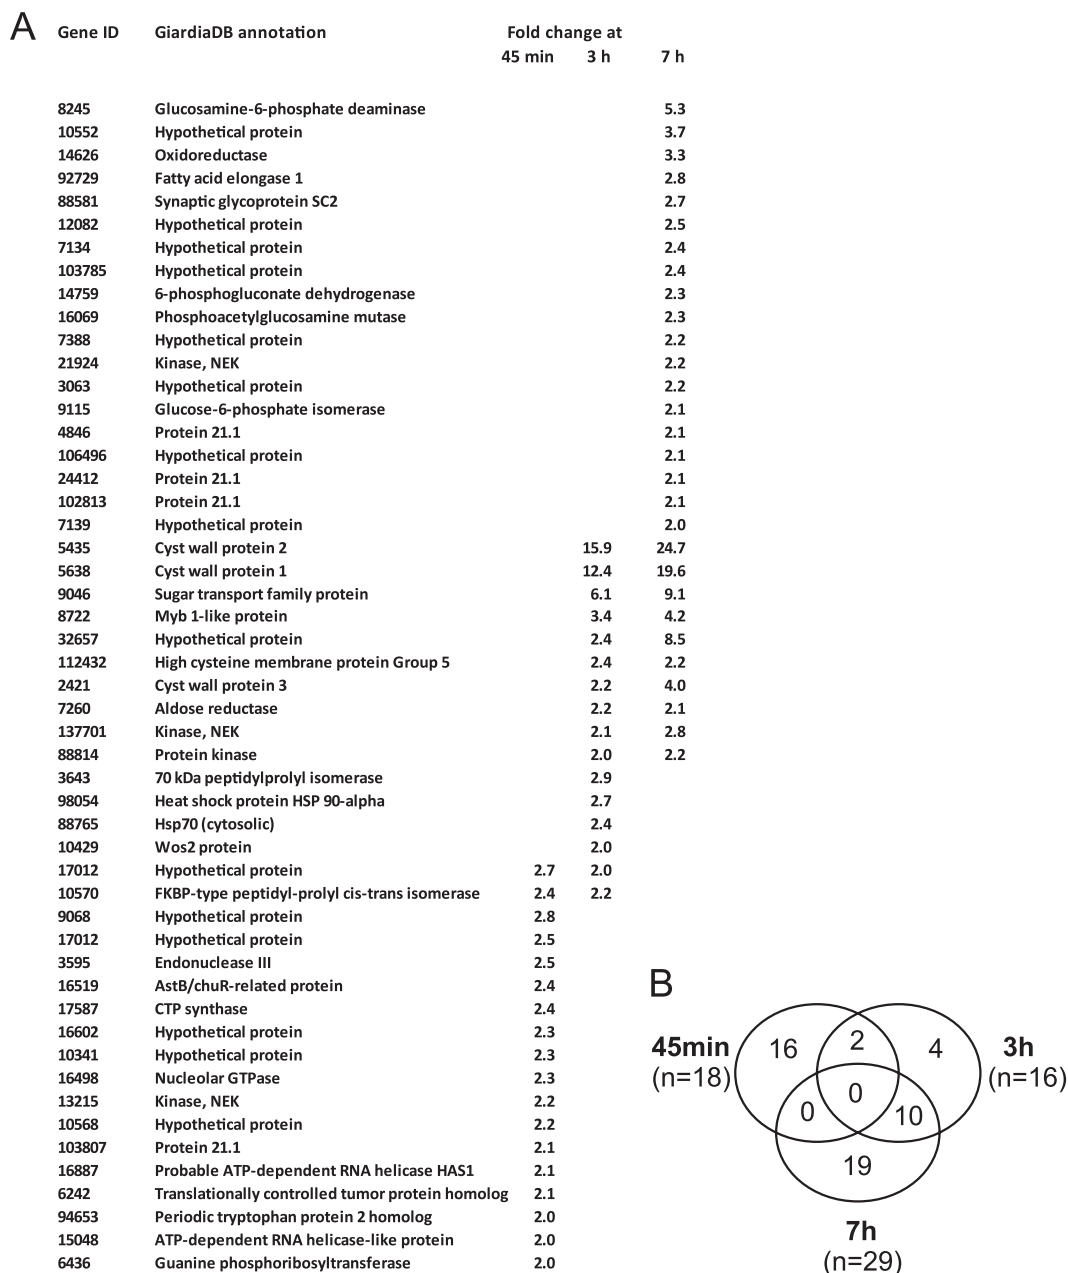 A Gene ID GiardiaDB annotation Fold change at
45 min 3 h 7 h
8245 Glucosamine-6-phosphate deaminase 5.3
10552 Hypothetical protein 3.7
14626 Oxidoreductase 3.3
92729 Fatty acid elongase 1 2.8
88581 Synaptic glycoprotein SC2 2.7
12082 Hypothetical protein 2.5
7134 Hypothetical protein 2.4
103785 Hypothetical protein 2.4
14759 6-phosphogluconate dehydrogenase 2.3
16069 Phosphoacetylglucosamine mutase 2.3
7388 Hypothetical protein 2.2
21924 Kinase, NEK 2.2
3063 Hypothetical protein 2.2
9115 Glucose-6-phosphate isomerase 2.1
4846 Protein 21.1 2.1
106496 Hypothetical protein 2.1
24412 Protein 21.1 2.1
102813 Protein 21.1 2.1
7139 Hypothetical protein 2.0
5435 Cyst wall protein 2 15.9 24.7
5638 Cyst wall protein 1 12.4 19.6
9046 Sugar transport family protein 6.1 9.1
8722 Myb 1-like protein 3.4 4.2
32657 Hypothetical protein 2.4 8.5
112432 High cysteine membrane protein Group 5 2.4 2.2
2421 Cyst wall protein 3 2.2 4.0
7260 Aldose reductase 2.2 2.1
137701 Kinase, NEK 2.1 2.8
88814 Protein kinase 2.0 2.2
3643 70 kDa peptidylprolyl isomerase 2.9
98054 Heat shock protein HSP 90-alpha 2.7
88765 Hsp70 (cytosolic) 2.4
10429 Wos2 protein 2.0
17012 Hypothetical protein 2.7 2.0
10570 FKBP-type peptidyl-prolyl cis-trans isomerase 2.4 2.2
9068 Hypothetical protein 2.8
17012 Hypothetical protein 2.5
3595 Endonuclease III 2.5
16519 AstB/chuR-related protein 2.4
17587 CTP synthase 2.4
16602 Hypothetical protein 2.3
10341 Hypothetical protein 2.3
16498 Nucleolar GTPase 2.3
13215 Kinase, NEK 2.2
10568 Hypothetical protein 2.2
103807 Protein 21.1 2.1
16887 Probable ATP-dependent RNA helicase HAS1 2.1
6242 Translationally controlled tumor protein homolog 2.1
94653 Periodic tryptophan protein 2 homolog 2.0
15048 ATP-dependent RNA helicase-like protein 2.0
6436 Guanine phosphoribosyltransferase 2.0
B
45min 16 2 4 3h
(n=18) (n=16)
0 0 10
19
7h
(n=29)